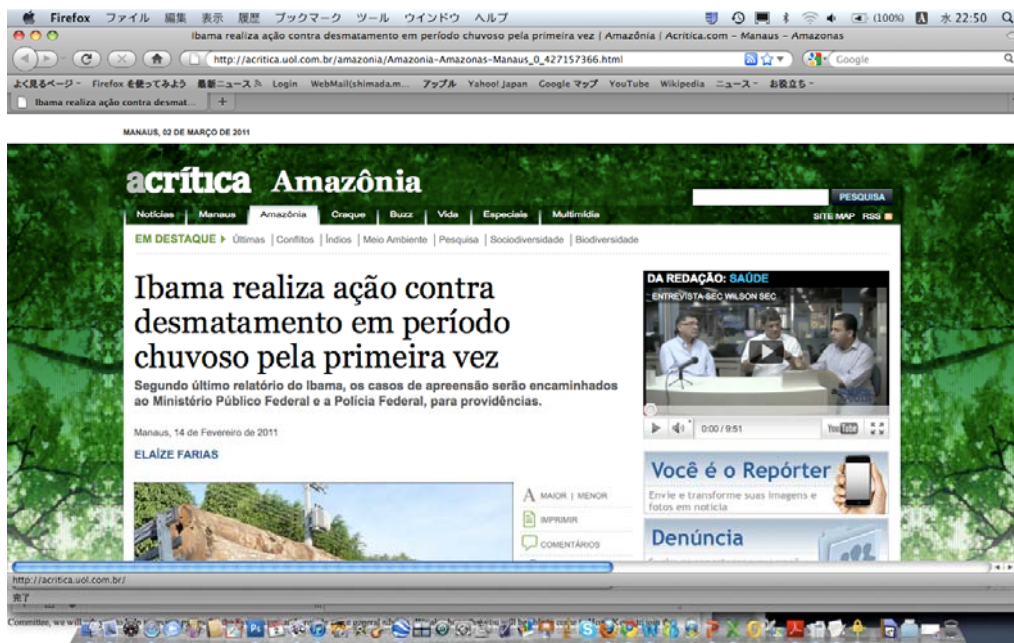 Firefox ファイル 編集 表示 履歴 ブックマーク ツール ウインドウ ヘルプ (100%) 水 22:50
Ibama realiza ação contra desmatamento em período chuvoso pela primeira vez | Amazônia | Acritica.com – Manaus – Amazonas
http://acritica.uol.com.br/amazonia/Amazonia-Amazonas-Manaus_0_427157366.html Google
よく見るページ Firefox を使ってみよう 最新ニュース Login WebMail(shimada.m... アップル Yahoo! Japan Google マップ YouTube Wikipedia ニュース お役立ち
Ibama realiza ação contra desmat... +
MANAUS, 02 DE MARÇO DE 2011
acrítica Amazônia
PESQUISA
Notícias Manaus Amazônia Craque Buzz Vida Especiais Multimídia SITE MAP RSS
EM DESTAQUE Últimas | Conflitos | Índios | Meio Ambiente | Pesquisa | Sociodiversidade | Biodiversidade
Ibama realiza ação contra
desmatamento em período
chuvoso pela primeira vez
Segundo último relatório do Ibama, os casos de apreensão serão encaminhados
ao Ministério Público Federal e a Polícia Federal, para providências.
Manaus, 14 de Fevereiro de 2011
ELAÍZE FARIAS
A MAIOR | MENOR
IMPRIMIR
COMENTÁRIOS
DA REDAÇÃO: SAÚDE
ENTREVISTA SEC WILSON SEC
0:00 / 9:51 YouTube
Você é o Repórter
Envie e transforme suas imagens e
fotos em notícia
Denúncia
http://acritica.uol.com.br/
完了
Committee, we will